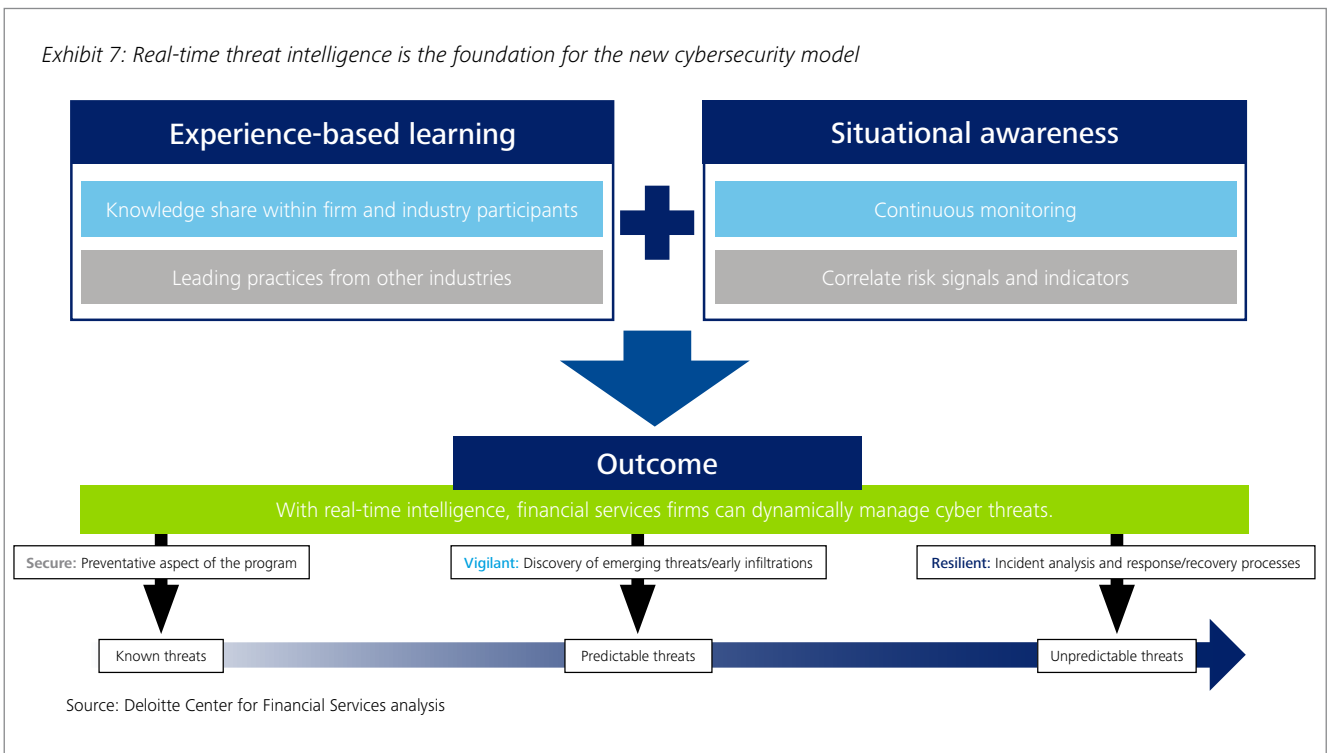 Exhibit 7: Real-time threat intelligence is the foundation for the new cybersecurity model
Experience-based learning
Knowledge share within firm and industry participants
Leading practices from other industries
Situational awareness
Continuous monitoring
Correlate risk signals and indicators
Outcome
With real-time intelligence, financial services firms can dynamically manage cyber threats.
Secure: Preventative aspect of the program
Vigilant: Discovery of emerging threats/early infiltrations
Resilient: Incident analysis and response/recovery processes
Known threats
Predictable threats
Unpredictable threats
Source: Deloitte Center for Financial Services analysis